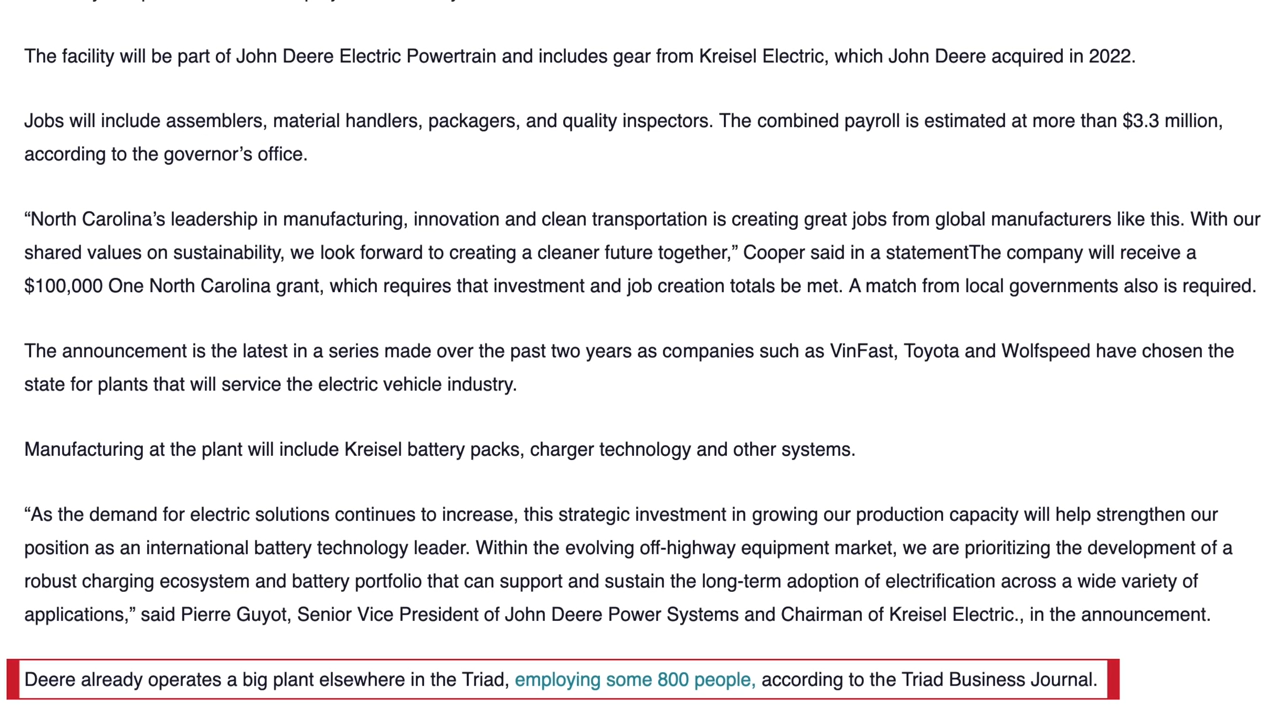 The facility will be part of John Deere Electric Powertrain and includes gear from Kreisel Electric, which John Deere acquired in 2022.
Jobs will include assemblers, material handlers, packagers, and quality inspectors. The combined payroll is estimated at more than $3.3 million,
according to the governor’s office.
“North Carolina’s leadership in manufacturing, innovation and clean transportation is creating great jobs from global manufacturers like this. With our
shared values on sustainability, we look forward to creating a cleaner future together,” Cooper said in a statementThe company will receive a
$100,000 One North Carolina grant, which requires that investment and job creation totals be met. A match from local governments also is required.
The announcement is the latest in a series made over the past two years as companies such as VinFast, Toyota and Wolfspeed have chosen the
state for plants that will service the electric vehicle industry.
Manufacturing at the plant will include Kreisel battery packs, charger technology and other systems.
“As the demand for electric solutions continues to increase, this strategic investment in growing our production capacity will help strengthen our
position as an international battery technology leader. Within the evolving off-highway equipment market, we are prioritizing the development of a
robust charging ecosystem and battery portfolio that can support and sustain the long-term adoption of electrification across a wide variety of
applications,” said Pierre Guyot, Senior Vice President of John Deere Power Systems and Chairman of Kreisel Electric., in the announcement.
Deere already operates a big plant elsewhere in the Triad, employing some 800 people, according to the Triad Business Journal.